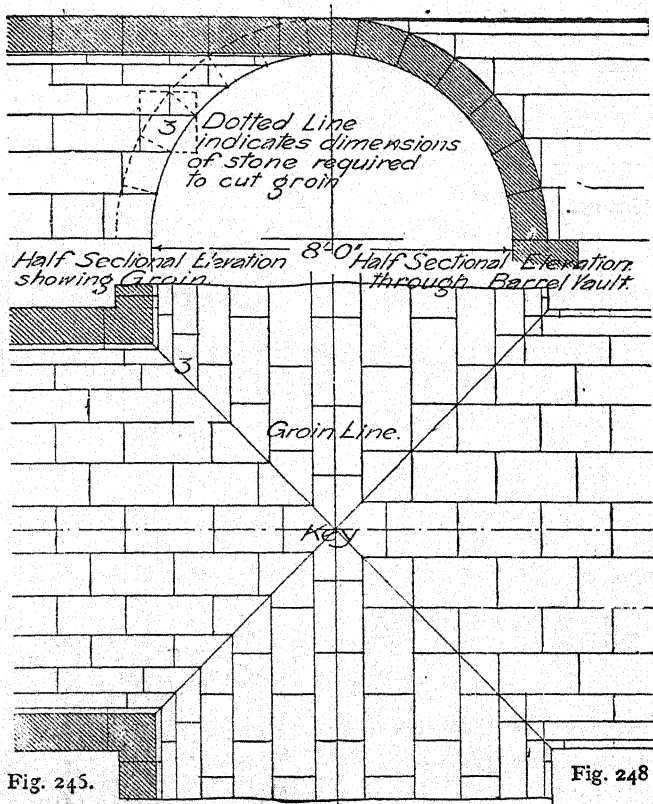 3
Dotted Line
indicates dimensions
of stone required
to cut groin
8'-0"
Half Sectional Elevation
showing Groin.
Half Sectional Elevation.
through Barrel Vault.
3
Groin Line.
Key
Fig. 245.
Fig. 248